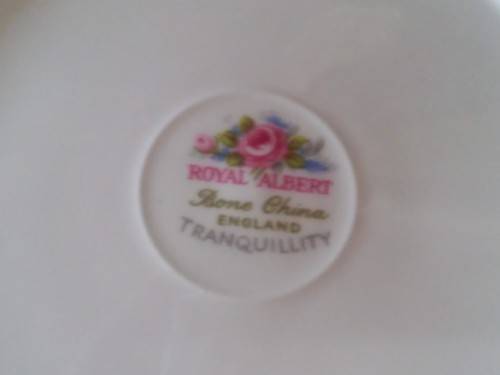 ROYAL ALBERT
Bone China
ENGLAND
TRANQUILLITY